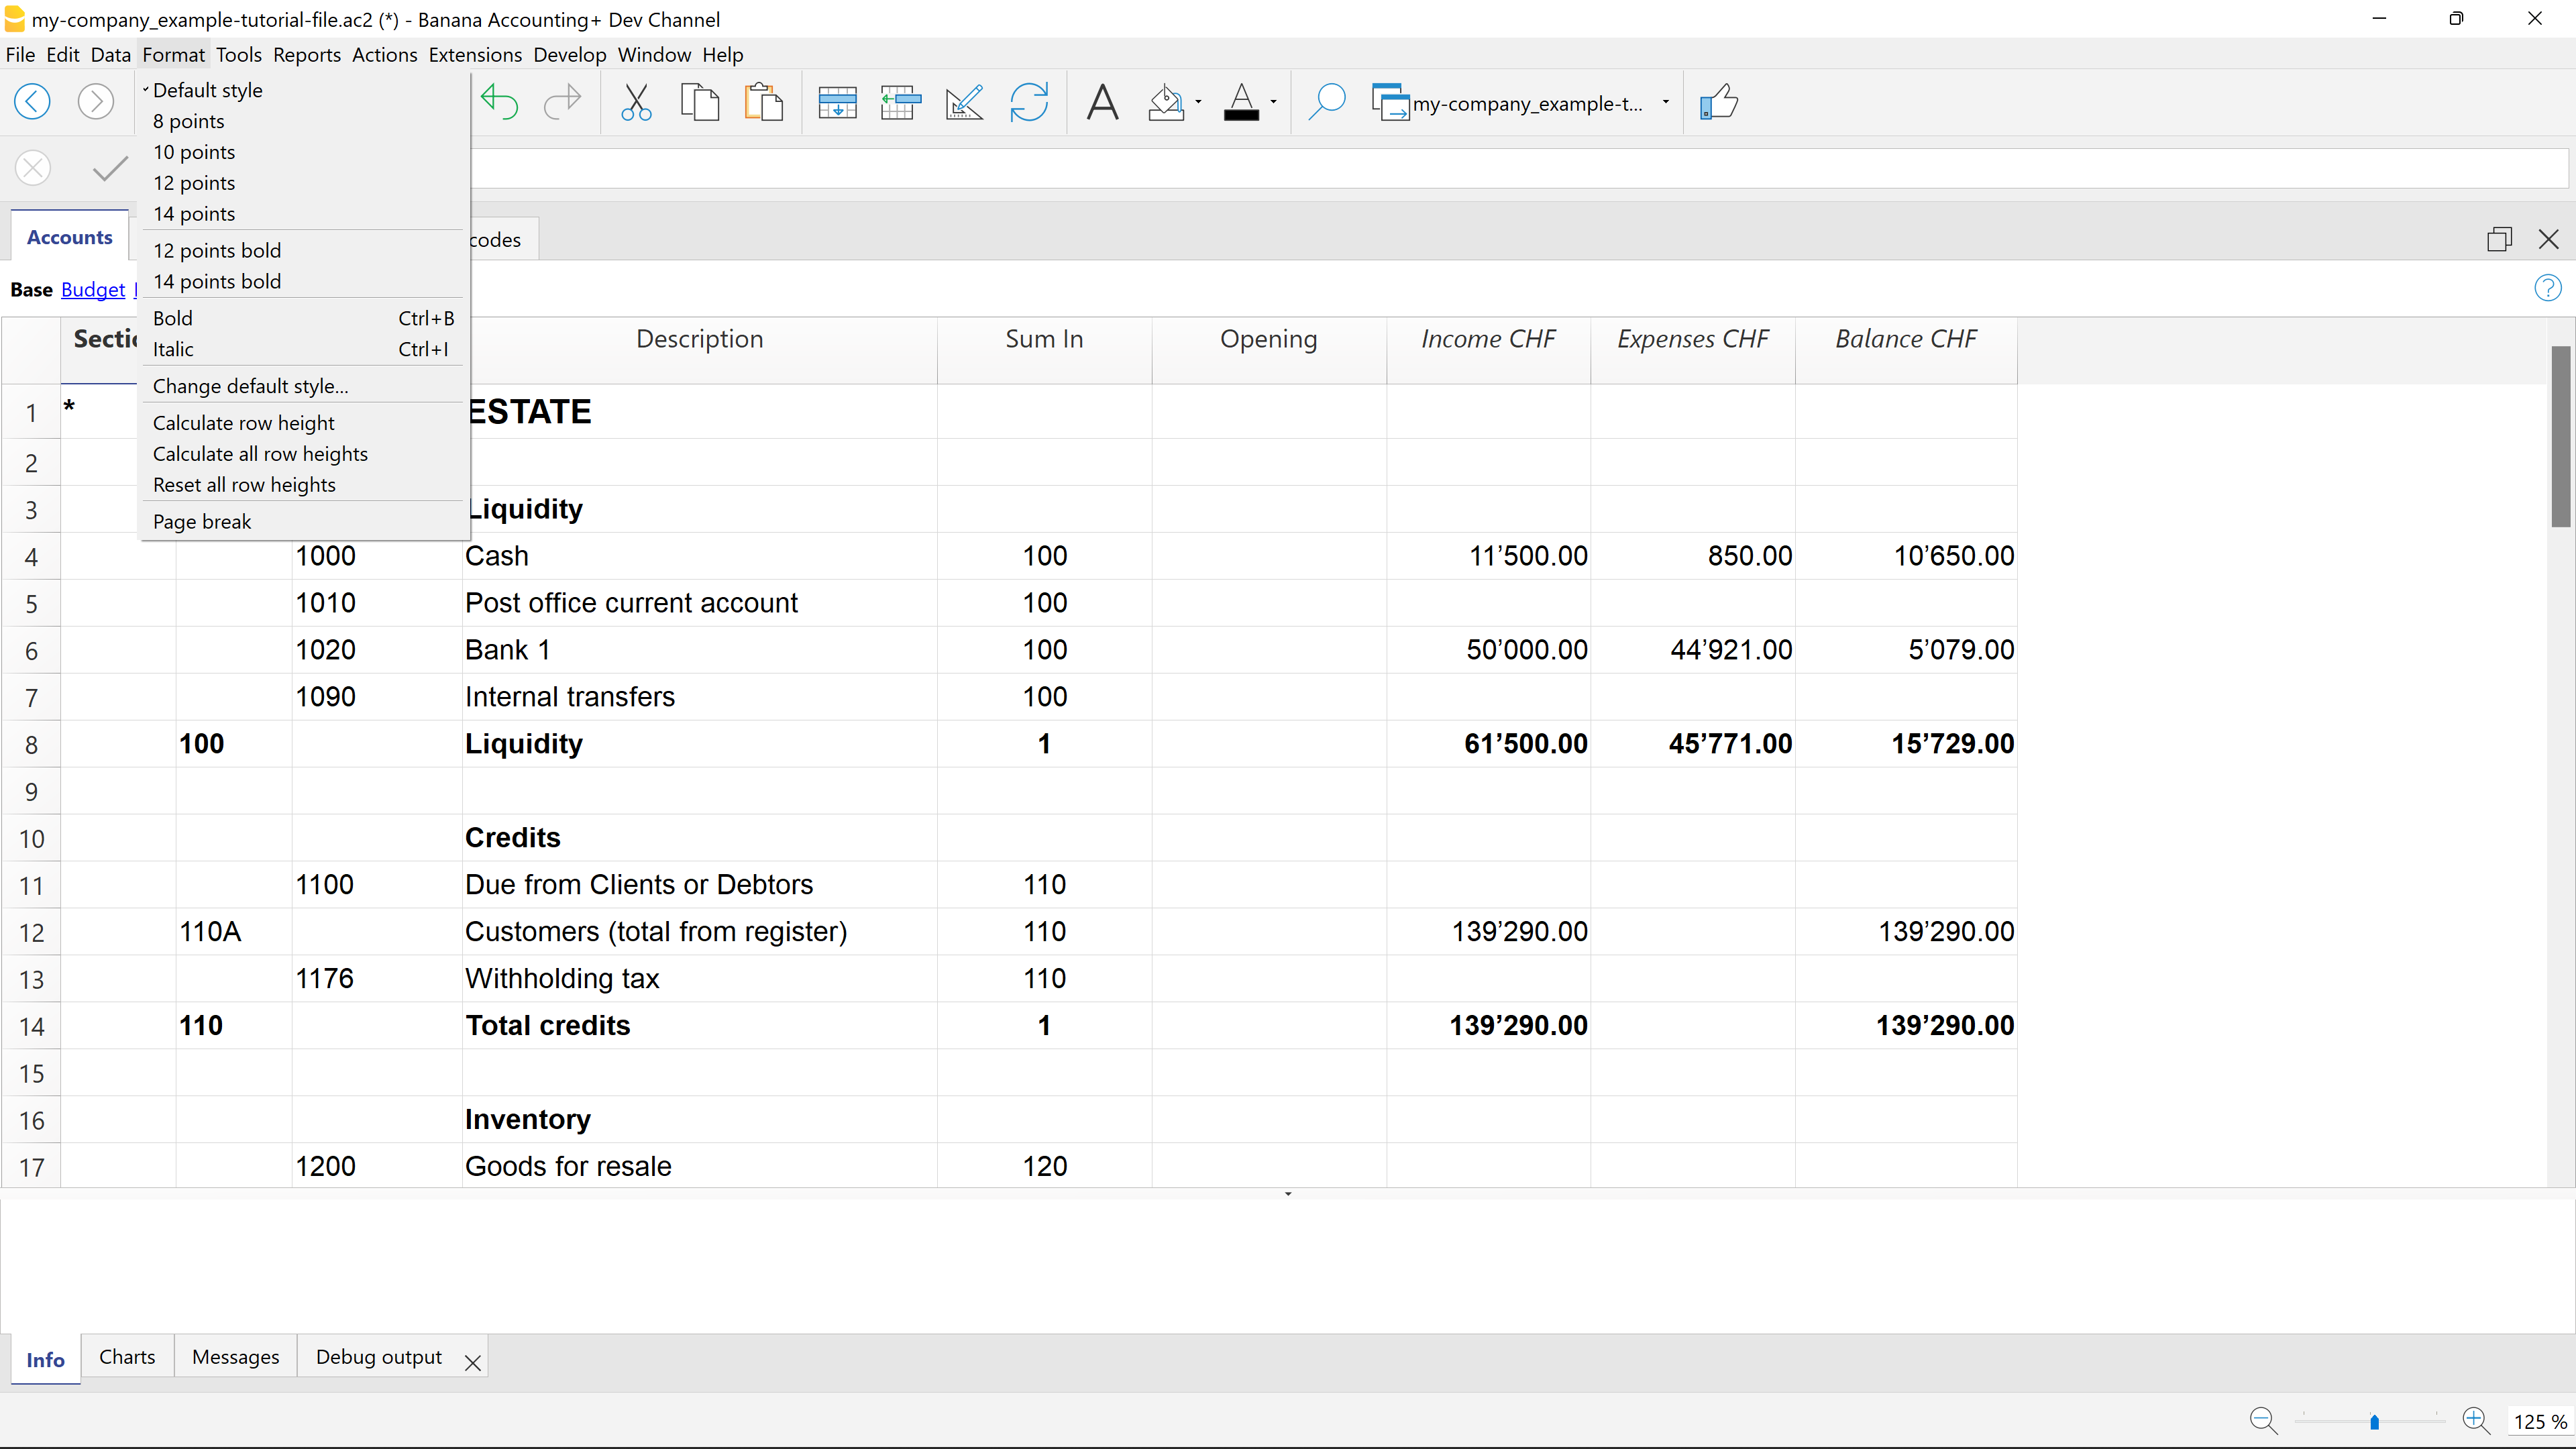 my-company_example-tutorial-file.ac2 (*) - Banana Accounting+ Dev Channel
File Edit Data Format Tools Reports Actions Extensions Develop Window Help
Default style
8 points
10 points
12 points
14 points
12 points bold
14 points bold
Bold Ctrl+B
Italic Ctrl+I
Change default style...
Calculate row height
Calculate all row heights
Reset all row heights
Page break
my-company_example-t...
Accounts codes
Base Budget
Sectio Description Sum In Opening Income CHF Expenses CHF Balance CHF
1 * ESTATE
2
3 Liquidity
4 1000 Cash 100 11’500.00 850.00 10’650.00
5 1010 Post office current account 100
6 1020 Bank 1 100 50’000.00 44’921.00 5’079.00
7 1090 Internal transfers 100
8 100 Liquidity 1 61’500.00 45’771.00 15’729.00
9
10 Credits
11 1100 Due from Clients or Debtors 110
12 110A Customers (total from register) 110 139’290.00 139’290.00
13 1176 Withholding tax 110
14 110 Total credits 1 139’290.00 139’290.00
15
16 Inventory
17 1200 Goods for resale 120
Info Charts Messages Debug output
125 %